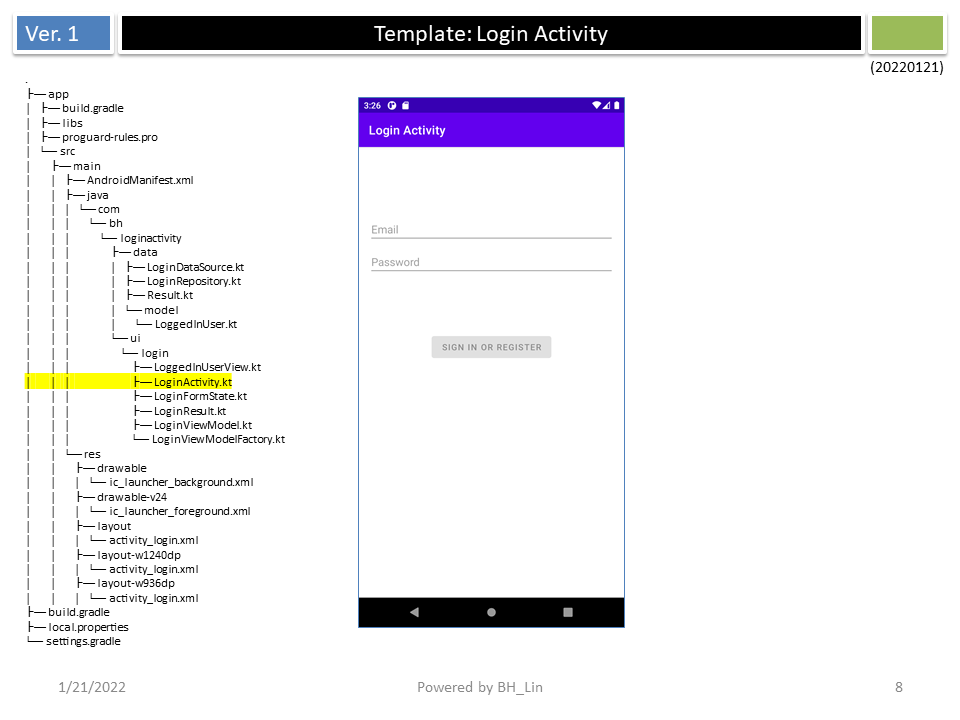 Ver. 1
Template: Login Activity
(20220121)
.
├── app
│   ├── build.gradle
│   ├── libs
│   ├── proguard-rules.pro
│   └── src
│       ├── main
│       │   ├── AndroidManifest.xml
│       │   ├── java
│       │   │   └── com
│       │   │       └── bh
│       │   │           └── loginactivity
│       │   │               ├── data
│       │   │               │   ├── LoginDataSource.kt
│       │   │               │   ├── LoginRepository.kt
│       │   │               │   ├── Result.kt
│       │   │               │   └── model
│       │   │               │       └── LoggedInUser.kt
│       │   │               └── ui
│       │   │                   └── login
│       │   │                       ├── LoggedInUserView.kt
│       │   │                       ├── LoginActivity.kt
│       │   │                       ├── LoginFormState.kt
│       │   │                       ├── LoginResult.kt
│       │   │                       ├── LoginViewModel.kt
│       │   │                       └── LoginViewModelFactory.kt
│       │   └── res
│       │       ├── drawable
│       │       │   └── ic_launcher_background.xml
│       │       ├── drawable-v24
│       │       │   └── ic_launcher_foreground.xml
│       │       ├── layout
│       │       │   └── activity_login.xml
│       │       ├── layout-w1240dp
│       │       │   └── activity_login.xml
│       │       ├── layout-w936dp
│       │       │   └── activity_login.xml
├── build.gradle
├── local.properties
└── settings.gradle
3:26
Login Activity
Email
Password
SIGN IN OR REGISTER
1/21/2022
Powered by BH_Lin
8